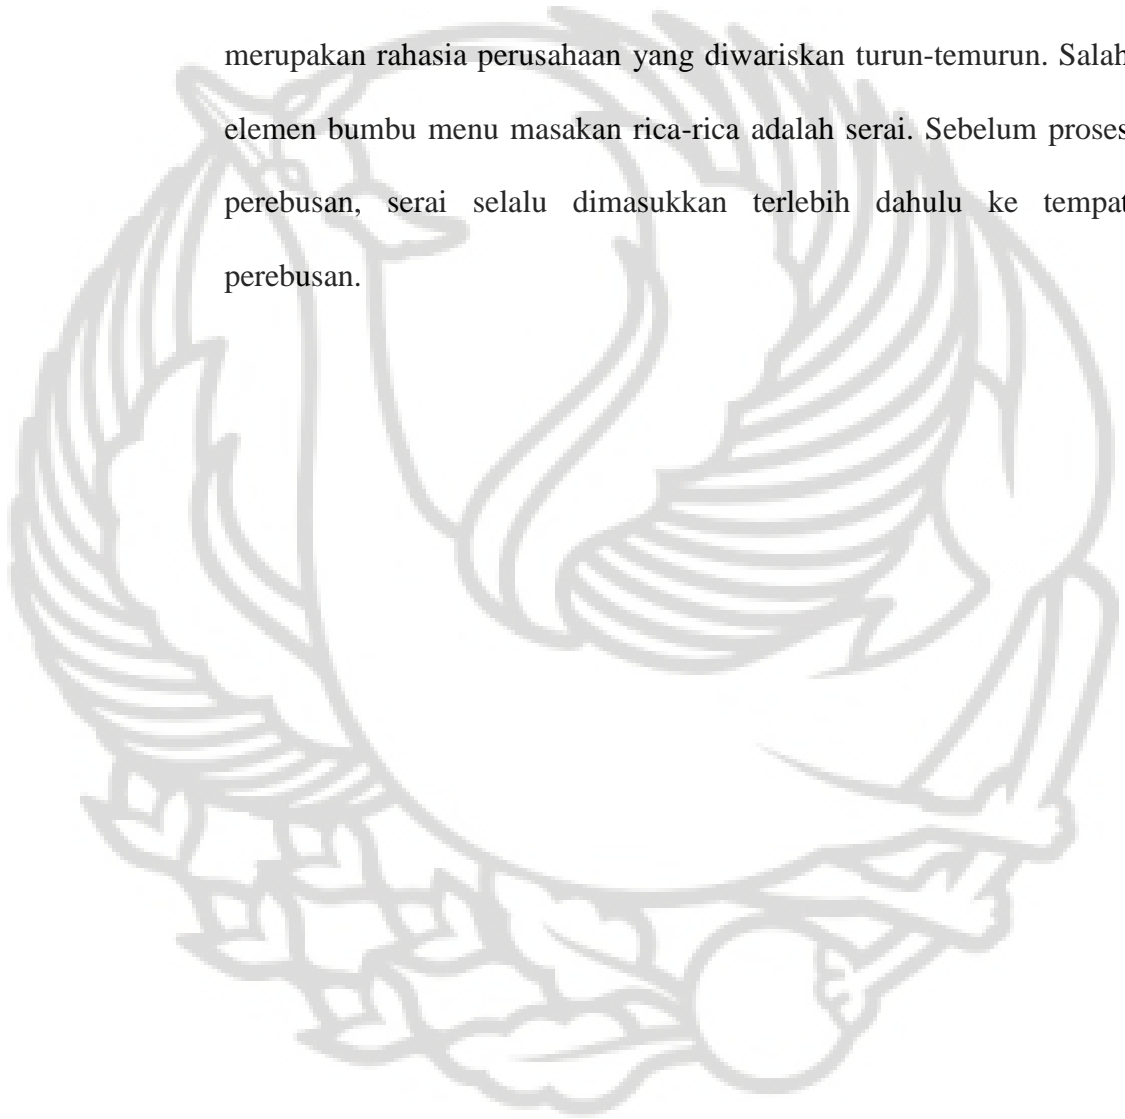 merupakan rahasia perusahaan yang diwariskan turun-temurun. Salah
elemen bumbu menu masakan rica-rica adalah serai. Sebelum proses
perebusan, serai selalu dimasukkan terlebih dahulu ke tempat
perebusan.